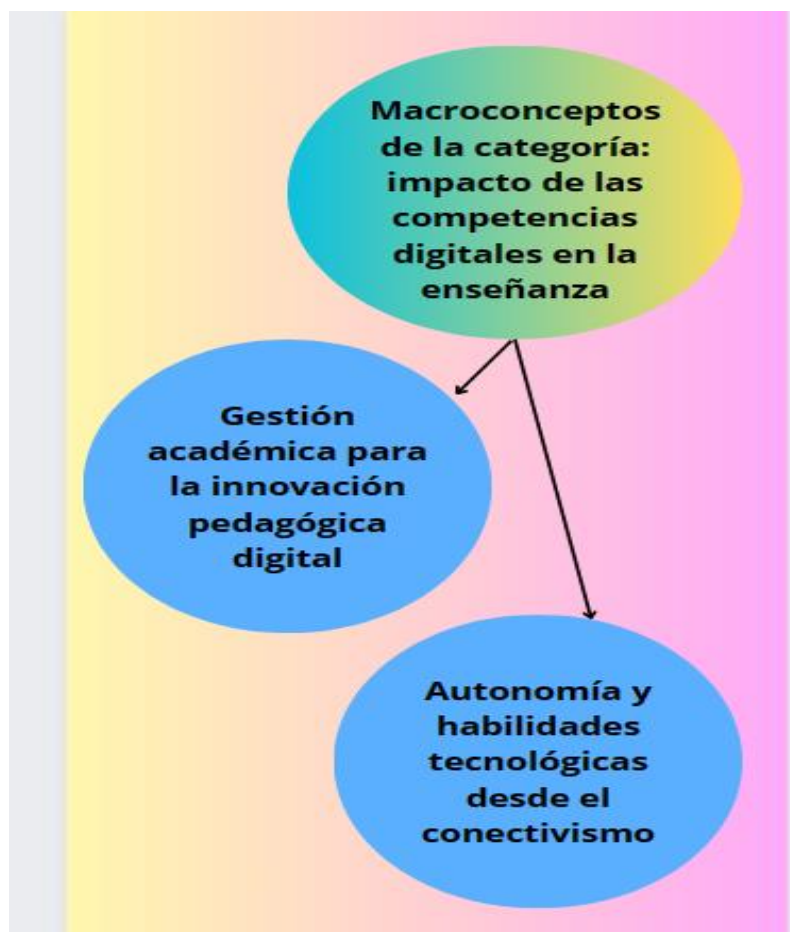 Macroconceptos
de la categoría:
impacto de las
competencias
digitales en la
enseñanza
Gestión
académica para
la innovación
pedagógica
digital
Autonomía y
habilidades
tecnológicas
desde el
conectivismo